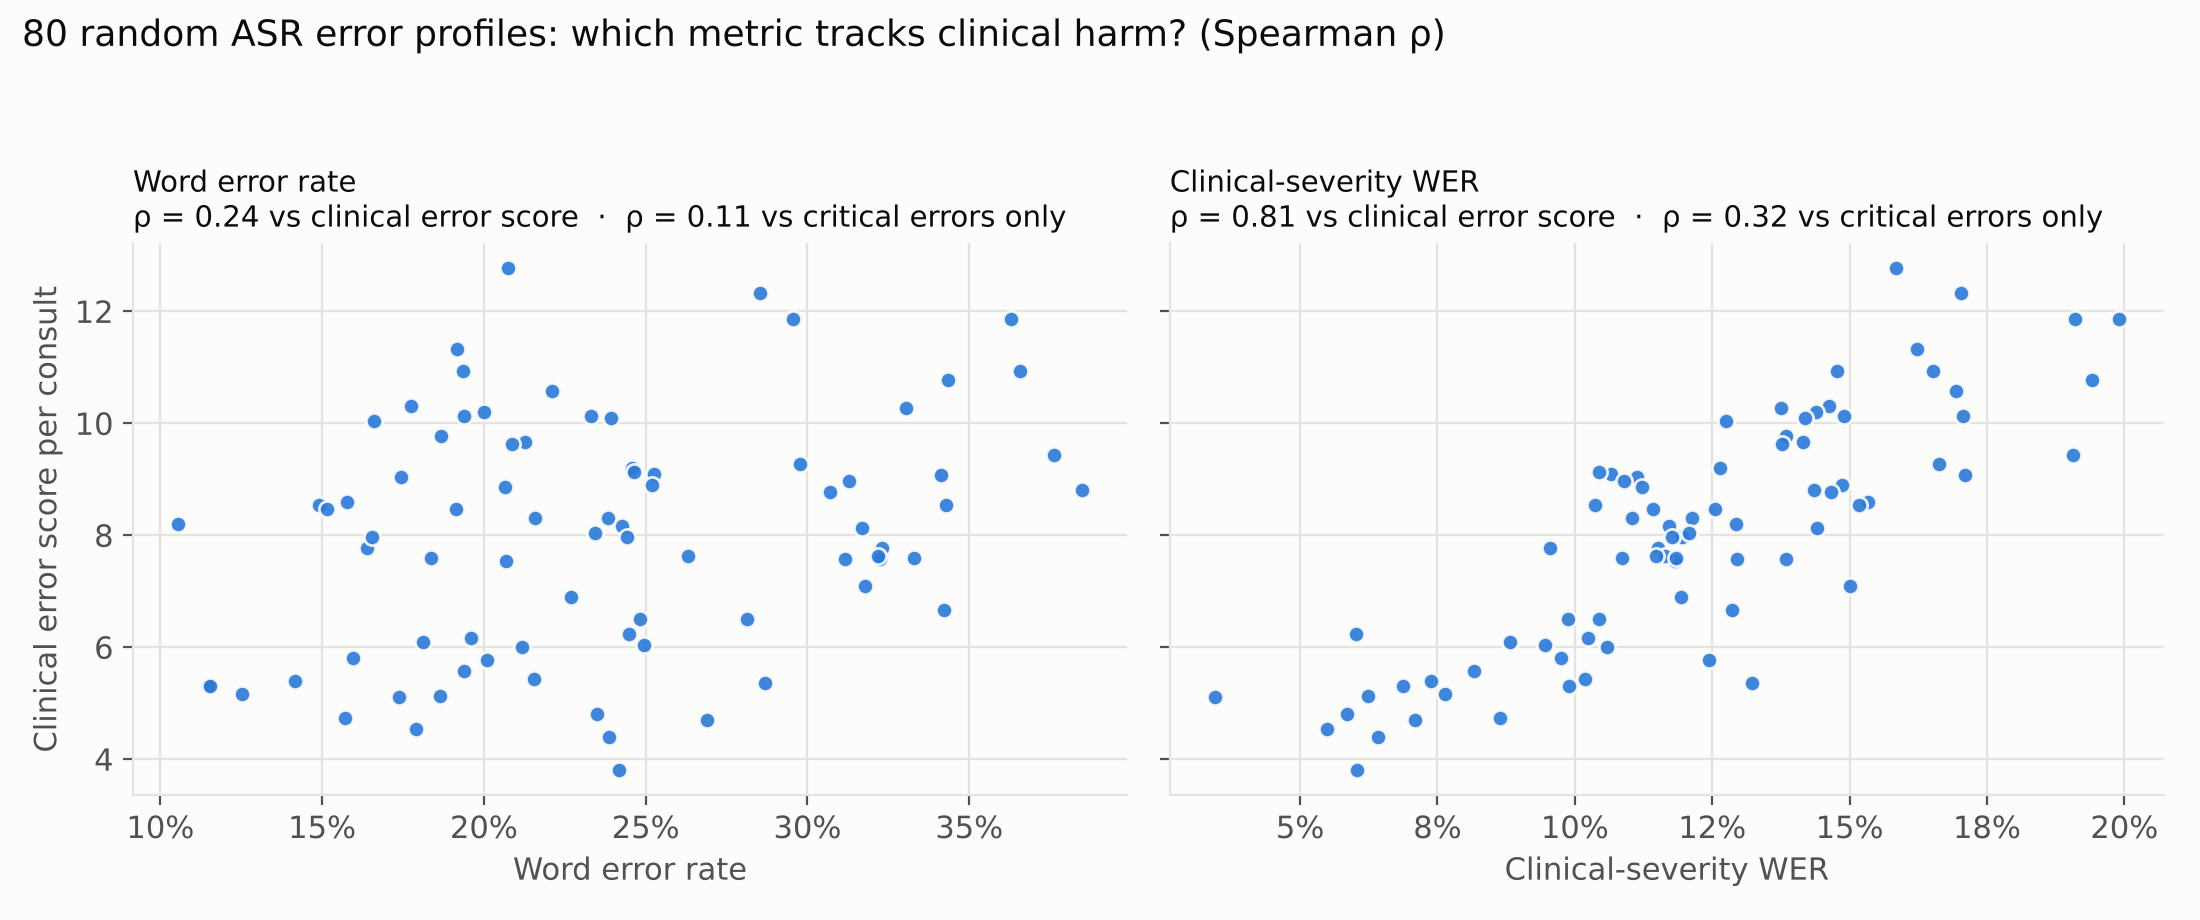 80 random ASR error profiles: which metric tracks clinical harm? (Spearman ρ)
Word error rate
ρ = 0.24 vs clinical error score · ρ = 0.11 vs critical errors only
Clinical-severity WER
ρ = 0.81 vs clinical error score · ρ = 0.32 vs critical errors only
Clinical error score per consult
12
10
8
6
4
10% 15% 20% 25% 30% 35%
Word error rate
5% 8% 10% 12% 15% 18% 20%
Clinical-severity WER